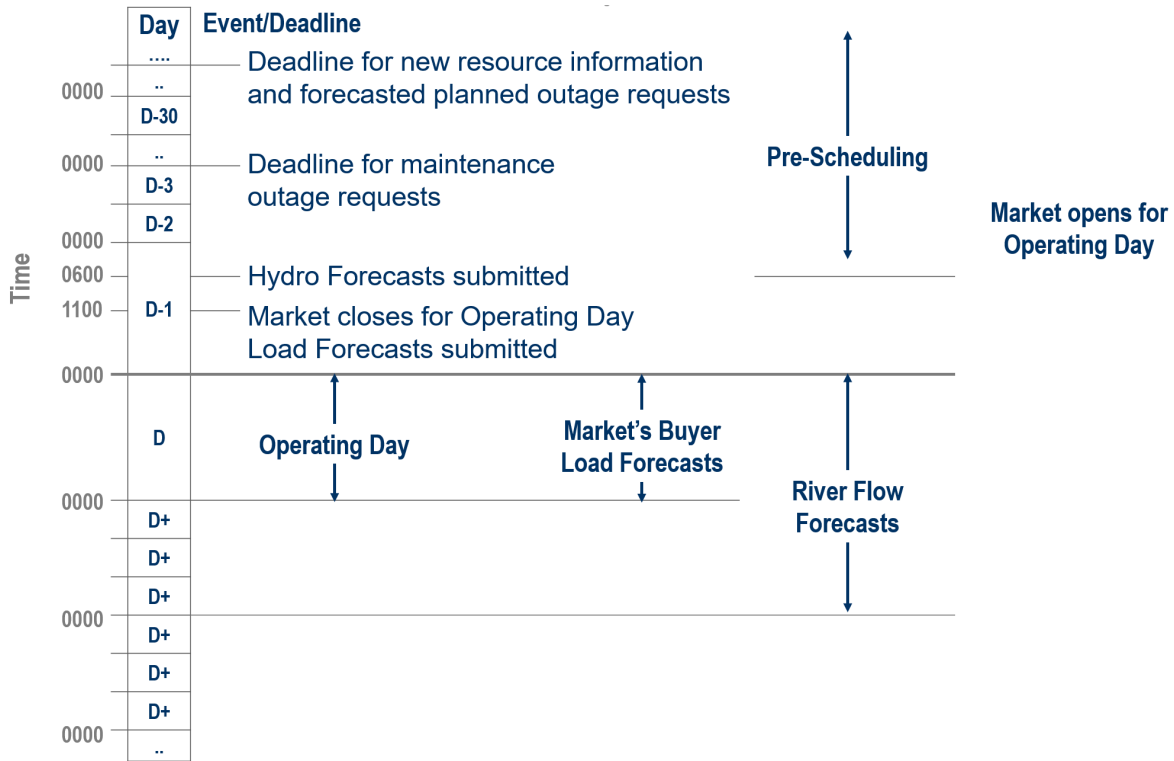 Day Event/Deadline
....
Deadline for new resource information
and forecasted planned outage requests
..
0000
D-30
..
0000
Deadline for maintenance
outage requests
D-3
D-2
0000
Pre-Scheduling
Market opens for
Operating Day
Time
0600
Hydro Forecasts submitted
1100
D-1
Market closes for Operating Day
Load Forecasts submitted
0000
D
Operating Day
Market's Buyer
Load Forecasts
River Flow
Forecasts
0000
D+
D+
D+
0000
D+
D+
D+
0000
..